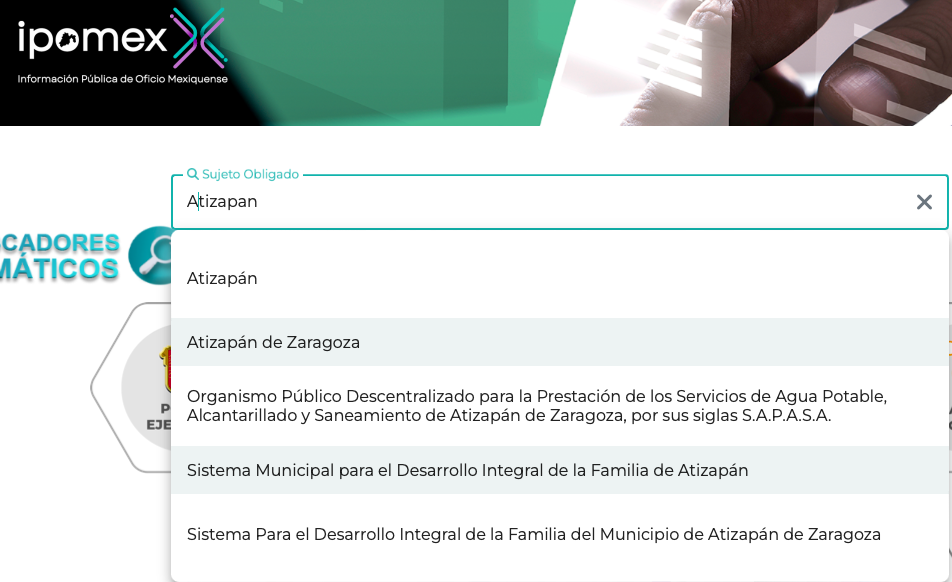 ipomex
Información Pública de Oficio Mexiquense
Sujeto Obligado
Atizapan
CADORES
MÁTICOS
Atizapán
Atizapán de Zaragoza
Organismo Público Descentralizado para la Prestación de los Servicios de Agua Potable,
Alcantarillado y Saneamiento de Atizapán de Zaragoza, por sus siglas S.A.P.A.S.A.
Sistema Municipal para el Desarrollo Integral de la Familia de Atizapán
Sistema Para el Desarrollo Integral de la Familia del Municipio de Atizapán de Zaragoza